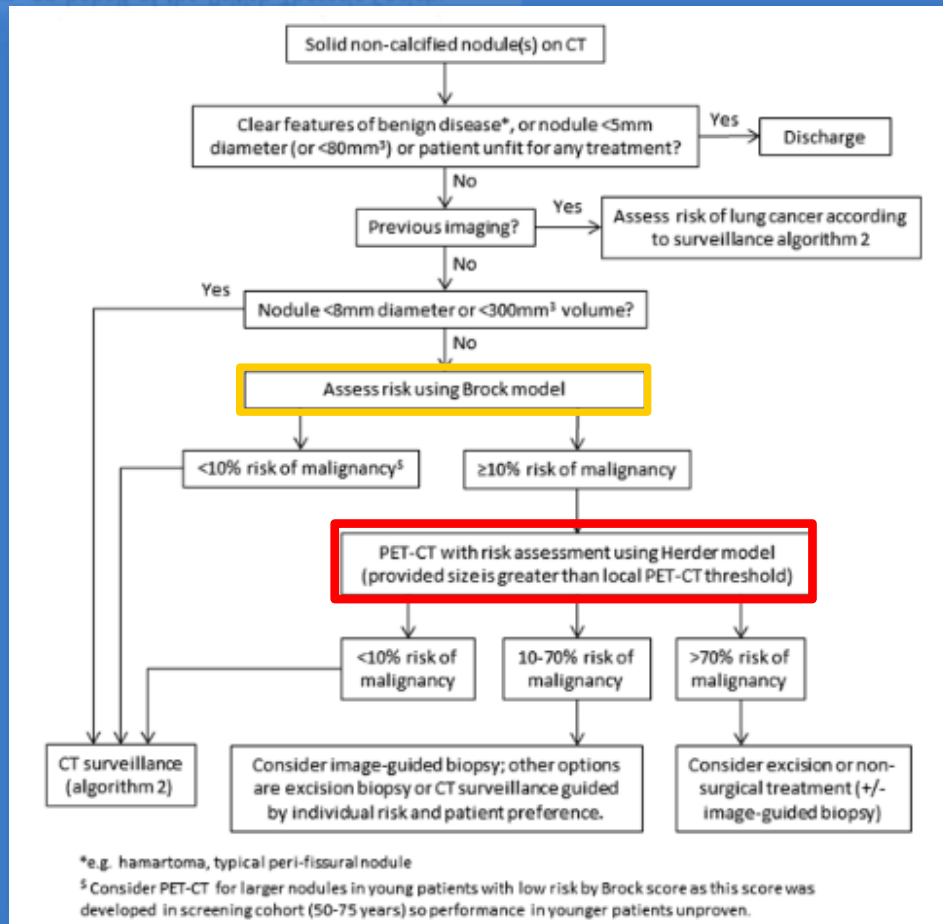 Solid non-calcified nodule(s) on CT
Clear features of benign disease*, or nodule <5mm
diameter (or <80mm³) or patient unfit for any treatment?
Yes
Discharge
No
Previous imaging?
Yes
Assess risk of lung cancer according
to surveillance algorithm 2
No
Yes
Nodule <8mm diameter or <300mm³ volume?
No
Assess risk using Brock model
<10% risk of malignancy$
≥10% risk of malignancy
PET-CT with risk assessment using Herder model
(provided size is greater than local PET-CT threshold)
<10% risk of
malignancy
10-70% risk of
malignancy
>70% risk of
malignancy
CT surveillance
(algorithm 2)
Consider image-guided biopsy; other options
are excision biopsy or CT surveillance guided
by individual risk and patient preference.
Consider excision or non-
surgical treatment (+/-
image-guided biopsy)
*e.g. hamartoma, typical peri-fissural nodule
$ Consider PET-CT for larger nodules in young patients with low risk by Brock score as this score was
developed in screening cohort (50-75 years) so performance in younger patients unproven.